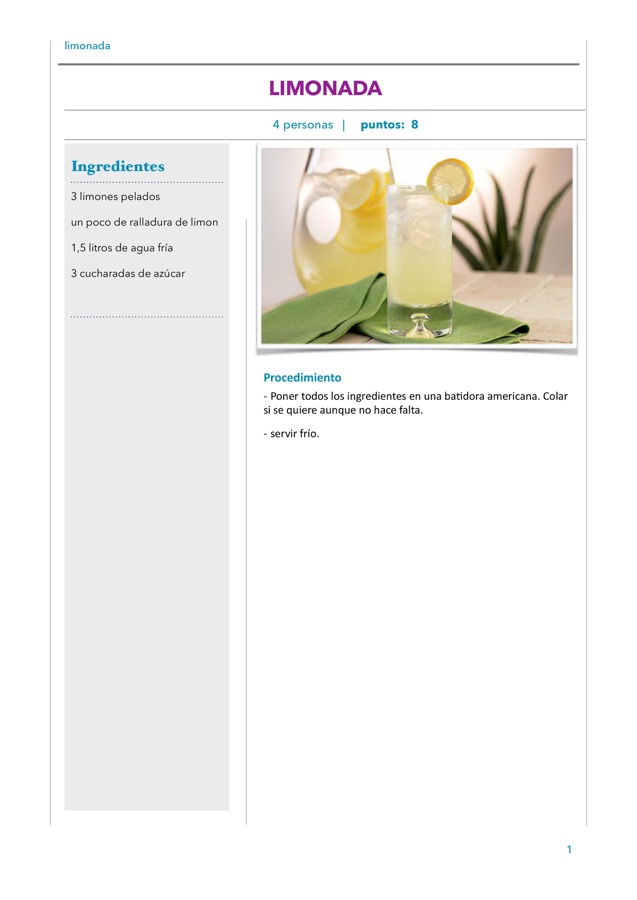 limonada
LIMONADA
4 personas | puntos: 8
Ingredientes
3 limones pelados
un poco de ralladura de limon
1,5 litros de agua fría
3 cucharadas de azúcar
Procedimiento
- Poner todos los ingredientes en una batidora americana. Colar
si se quiere aunque no hace falta.
- servir frío.
1